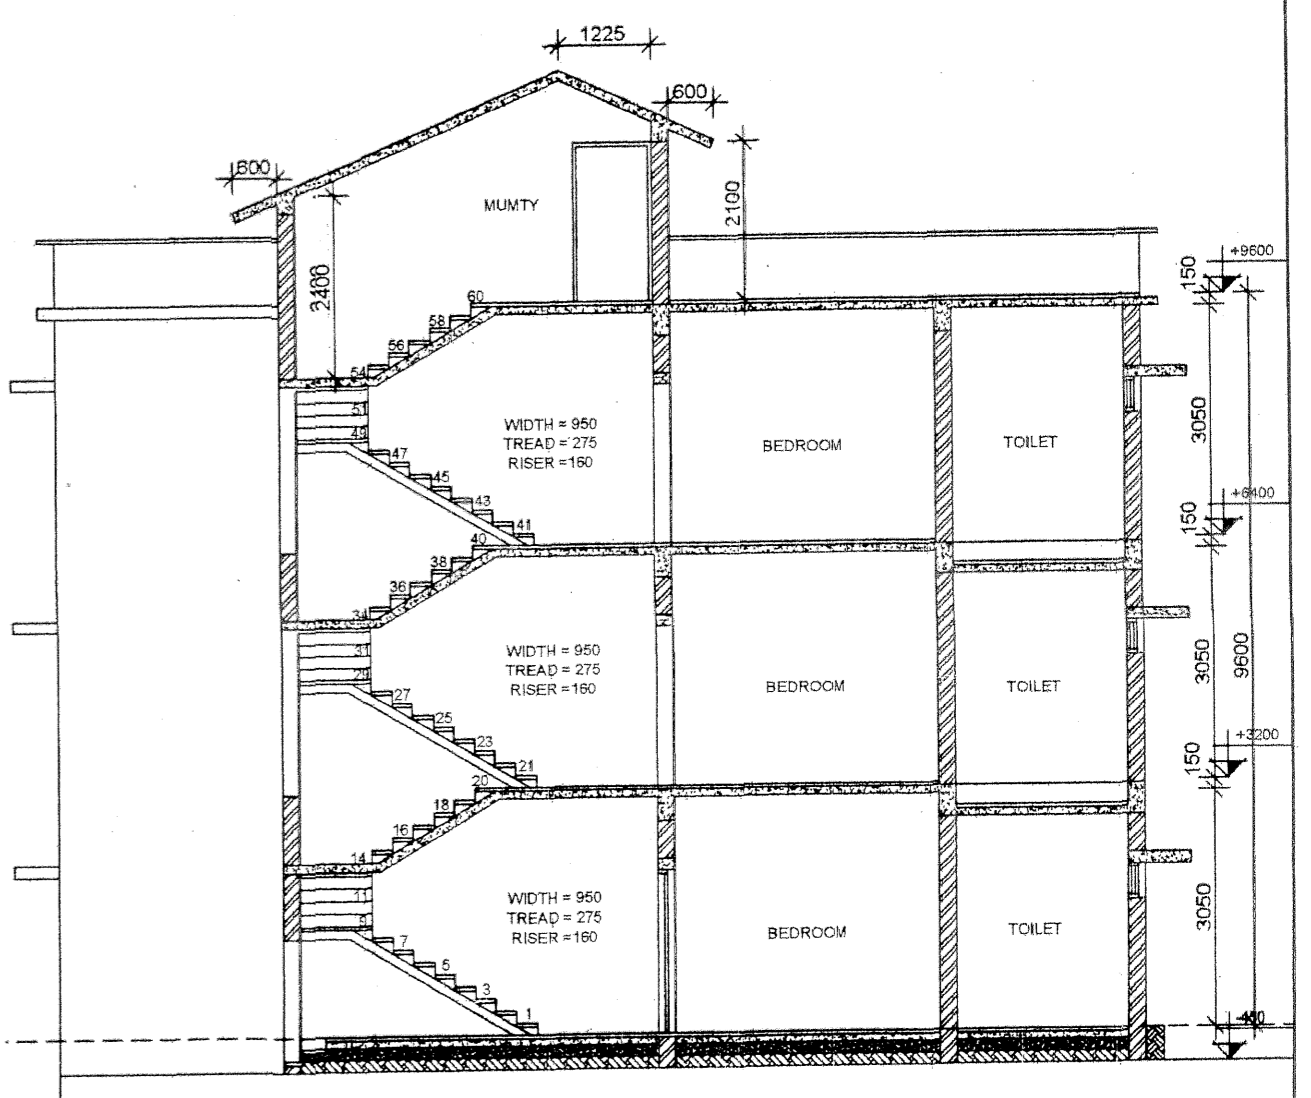 1225
600
600
MUMTY
2100
2400
+9600
150
60
58
56
54
51
49
47
45
43
41
40
WIDTH = 950
TREAD = 275
RISER =160
BEDROOM
TOILET
3050
+6400
150
38
36
34
31
29
27
25
23
21
20
WIDTH = 950
TREAD = 275
RISER =160
BEDROOM
TOILET
3050
9600
+3200
150
18
16
14
11
9
7
5
3
1
WIDTH = 950
TREAD = 275
RISER =160
BEDROOM
TOILET
3050